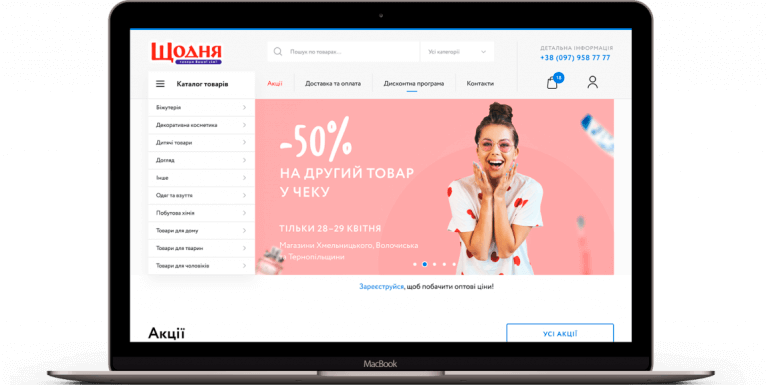 Щодня
товари вашої сім'ї
Пошук по товарах...
Усі категорії
ДЕТАЛЬНА ІНФОРМАЦІЯ
+38 (097) 958 77 77
Каталог товарів
Акції
Доставка та оплата
Дисконтна програма
Контакти
18
Біжутерія
Декоративна косметика
Дитячі товари
Догляд
Інше
Одяг та взуття
Побутова хімія
Товари для дому
Товари для тварин
Товари для чоловіків
-50%
НА ДРУГИЙ ТОВАР
У ЧЕКУ
ТІЛЬКИ 28–29 КВІТНЯ
Магазини Хмельницького, Волочиська
та Тернопільщини
Зареєструйся, щоб побачити оптові ціни!
Акції
УСІ АКЦІЇ
MacBook